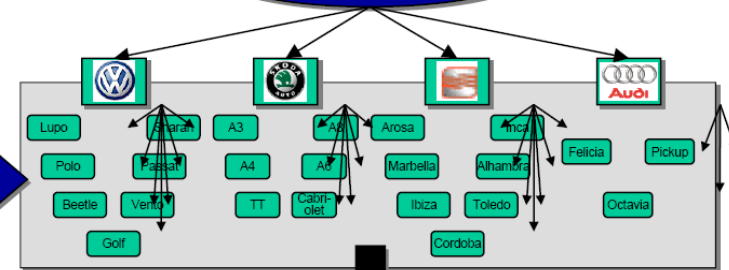 SKODA
AUTO
Audi
Lupo
Sharan
A3
A8
Arosa
Inca
Felicia
Pickup
Polo
Passat
A4
A6
Marbella
Alhambra
Beetle
Vento
TT
Cabri-
olet
Ibiza
Toledo
Octavia
Golf
Cordoba